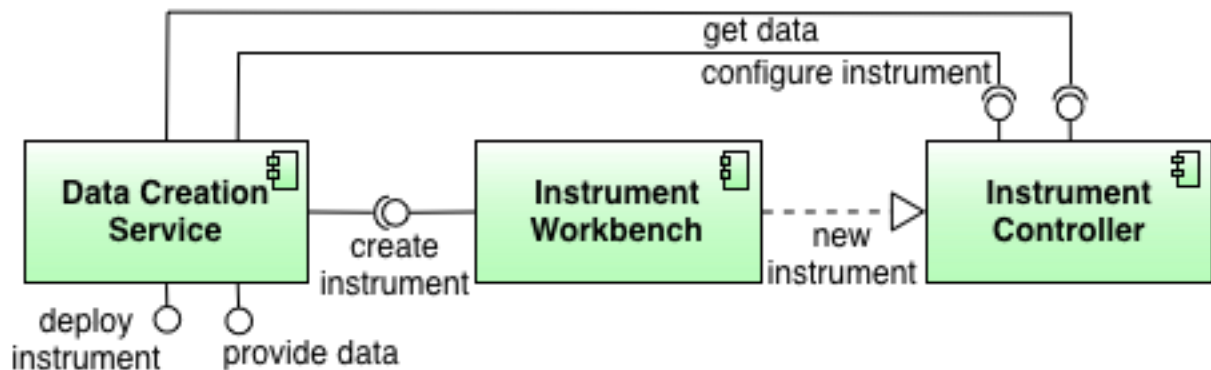 get data
configure instrument
Data Creation
Service
create
instrument
Instrument
Workbench
new
instrument
Instrument
Controller
deploy
instrument
provide data